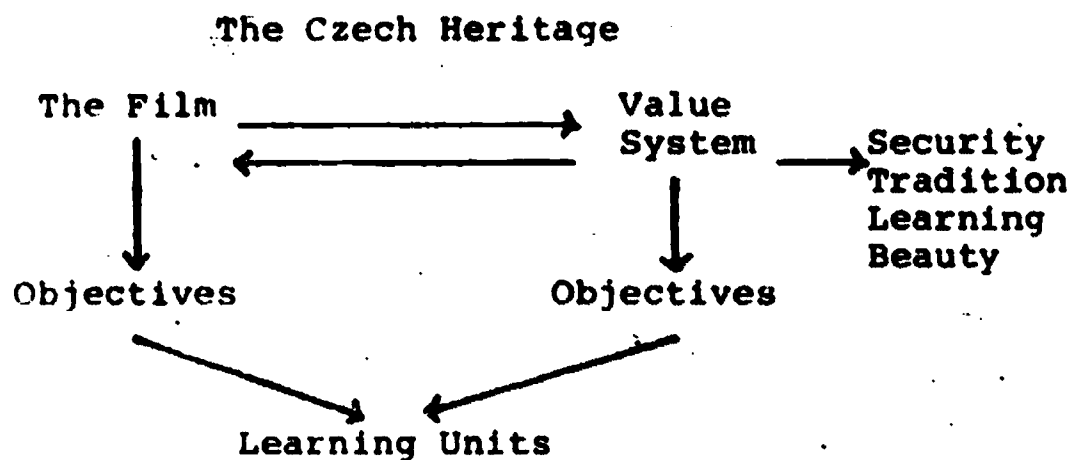 The Czech Heritage
The Film
Value
System
Security
Tradition
Learning
Beauty
Objectives
Objectives
Learning Units